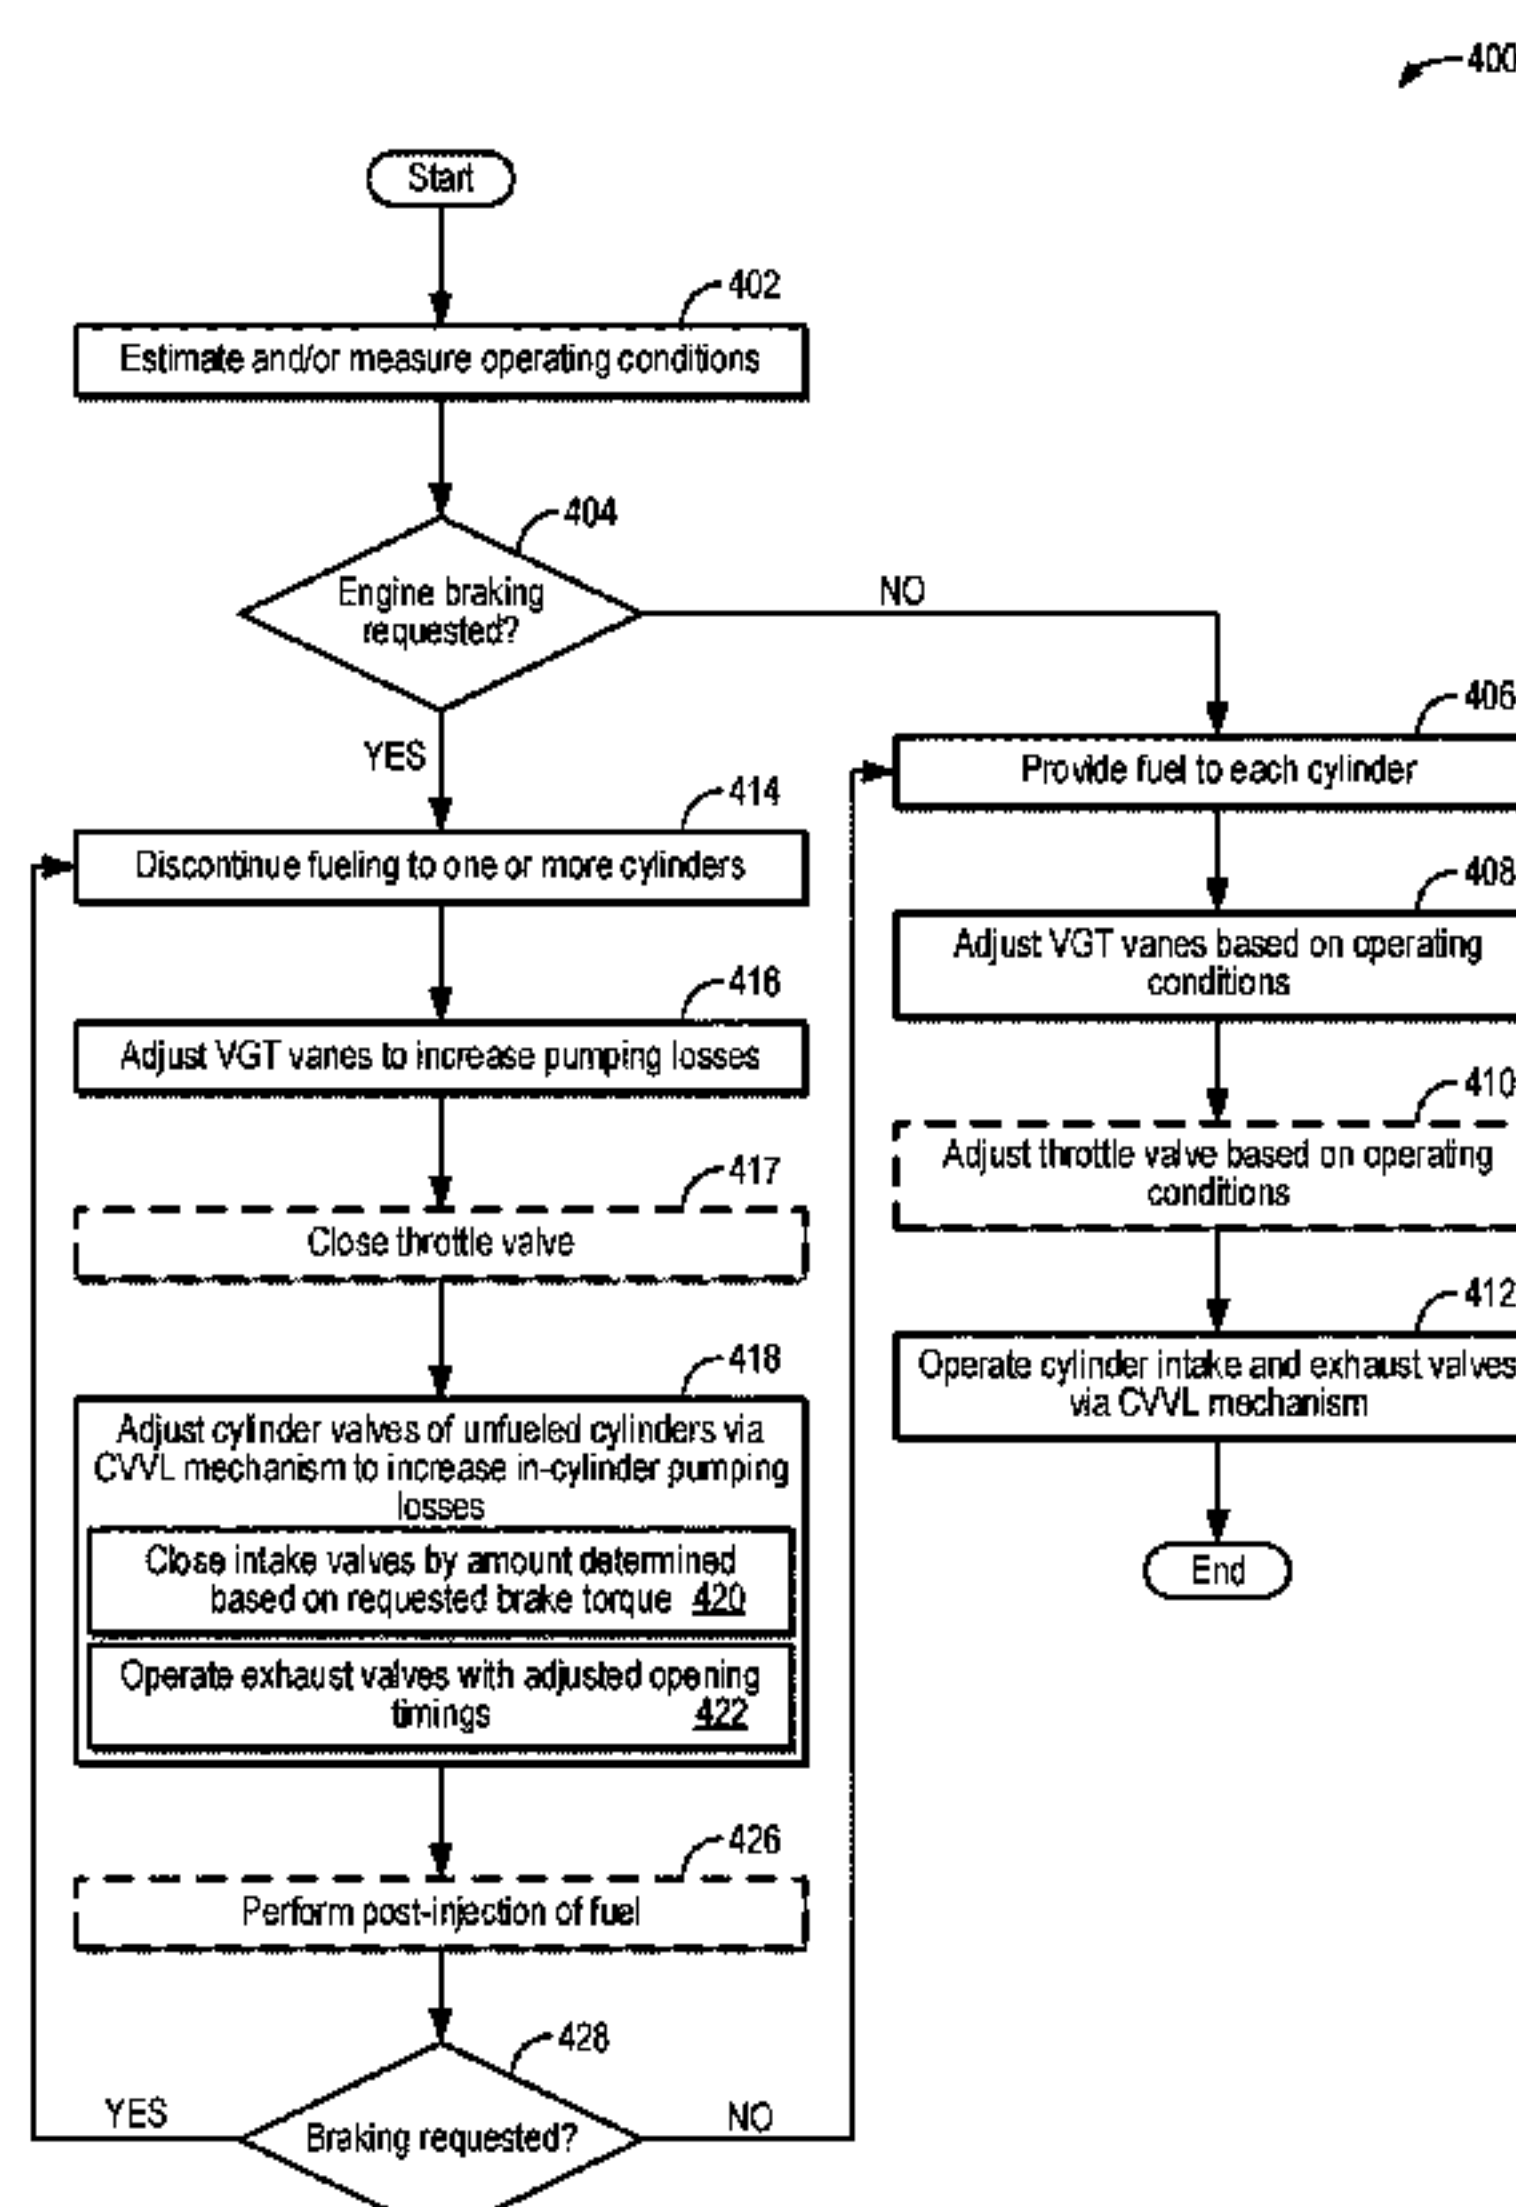 400
Start
402
Estimate and/or measure operating conditions
404
Engine braking
requested?
NO
YES
406
Provide fuel to each cylinder
414
Discontinue fueling to one or more cylinders
408
Adjust VGT vanes based on operating
conditions
416
Adjust VGT vanes to increase pumping losses
410
Adjust throttle valve based on operating
conditions
417
Close throttle valve
412
Operate cylinder intake and exhaust valves
via CVVL mechanism
418
Adjust cylinder valves of unfueled cylinders via
CVVL mechanism to increase in-cylinder pumping
losses
Close intake valves by amount determined
based on requested brake torque 420
Operate exhaust valves with adjusted opening
timings 422
End
426
Perform post-injection of fuel
428
Braking requested?
YES
NO